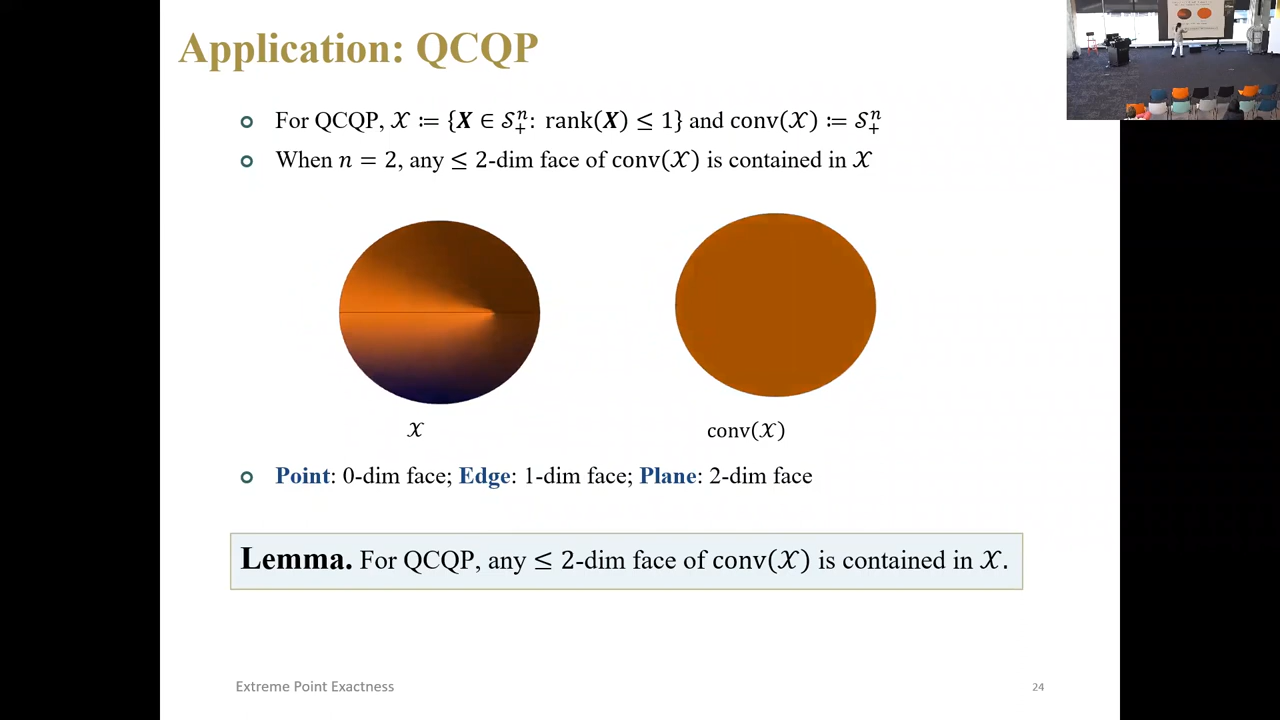 Application: QCQP
For QCQP, 𝒳 ≔ {𝑿 ∈ 𝒮₊ⁿ: rank(𝑿) ≤ 1} and conv(𝒳) ≔ 𝒮₊ⁿ
When 𝑛 = 2, any ≤ 2-dim face of conv(𝒳) is contained in 𝒳
𝒳
conv(𝒳)
Point: 0-dim face; Edge: 1-dim face; Plane: 2-dim face
Lemma. For QCQP, any ≤ 2-dim face of conv(𝒳) is contained in 𝒳.
Extreme Point Exactness
24